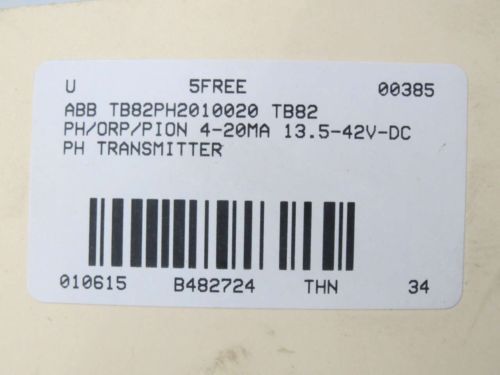 U 5FREE 00385
ABB TB82PH2010020 TB82
PH/ORP/PION 4-20MA 13.5-42V-DC
PH TRANSMITTER
010615 B482724 THN 34